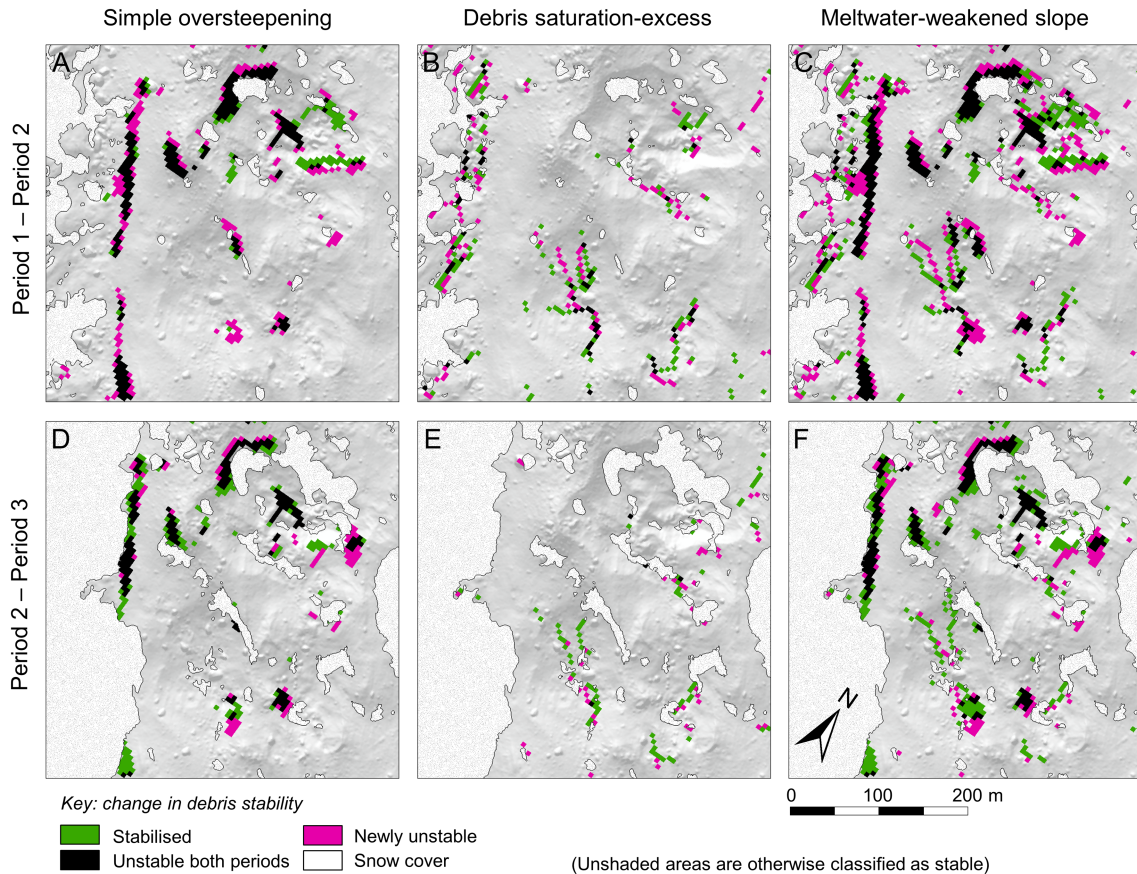 Simple oversteepening
Debris saturation-excess
Meltwater-weakened slope
Period 1 – Period 2
A
B
C
Period 2 – Period 3
D
E
F
N
0 100 200 m
Key: change in debris stability
Stabilised
Newly unstable
Unstable both periods
Snow cover
(Unshaded areas are otherwise classified as stable)